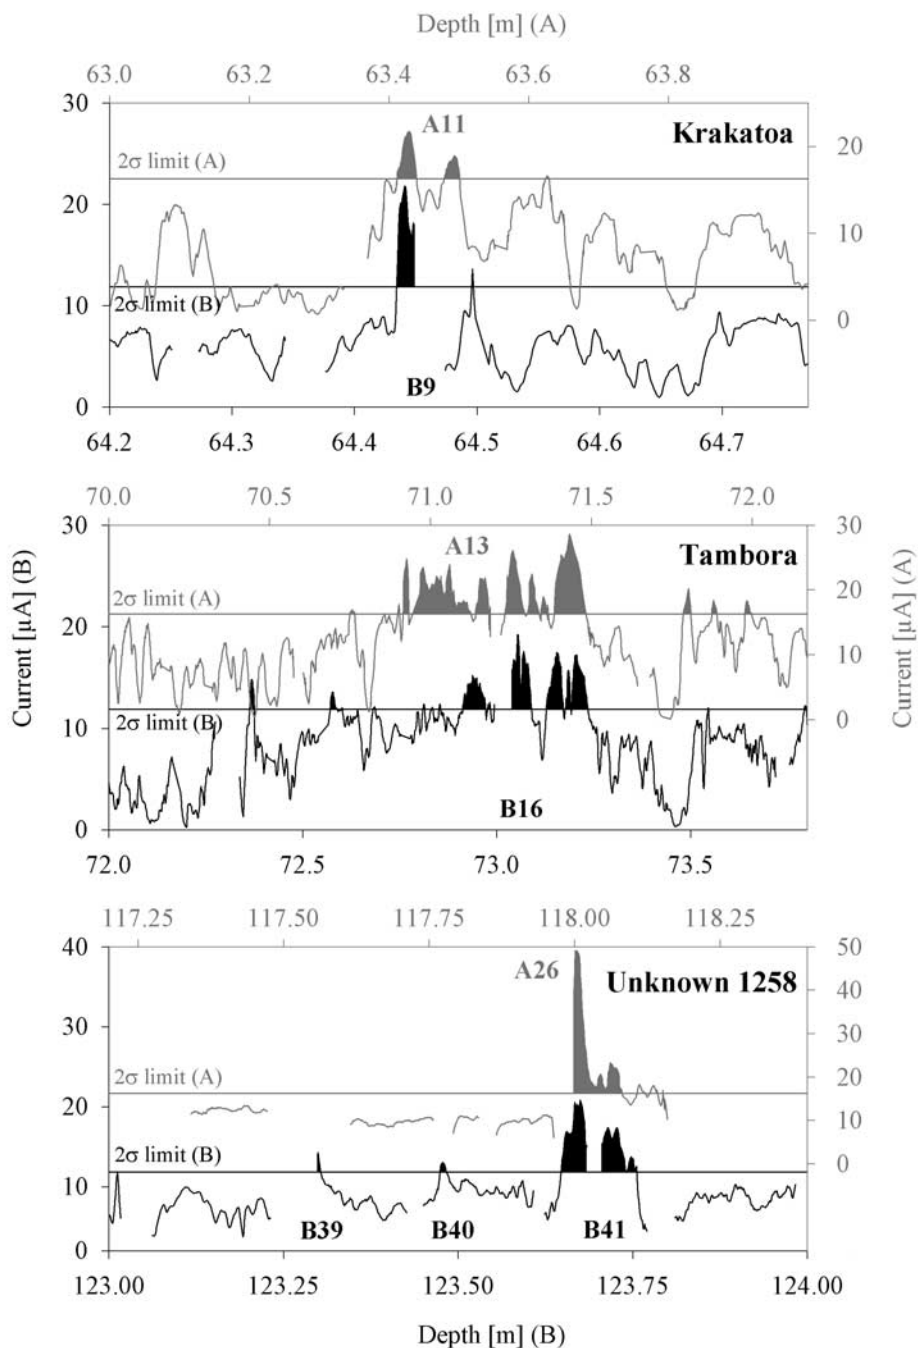 Depth [m] (A)
63.0 63.2 63.4 63.6 63.8
30
20
10
0
A11
Krakatoa
2σ limit (A)
2σ limit (B)
B9
20
10
0
64.2 64.3 64.4 64.5 64.6 64.7
70.0 70.5 71.0 71.5 72.0
30
20
10
0
A13
Tambora
2σ limit (A)
2σ limit (B)
B16
30
20
10
0
Current [µA] (B)
Current [µA] (A)
72.0 72.5 73.0 73.5
117.25 117.50 117.75 118.00 118.25
40
30
20
10
0
A26
Unknown 1258
2σ limit (A)
2σ limit (B)
B39 B40 B41
50
40
30
20
10
0
123.00 123.25 123.50 123.75 124.00
Depth [m] (B)